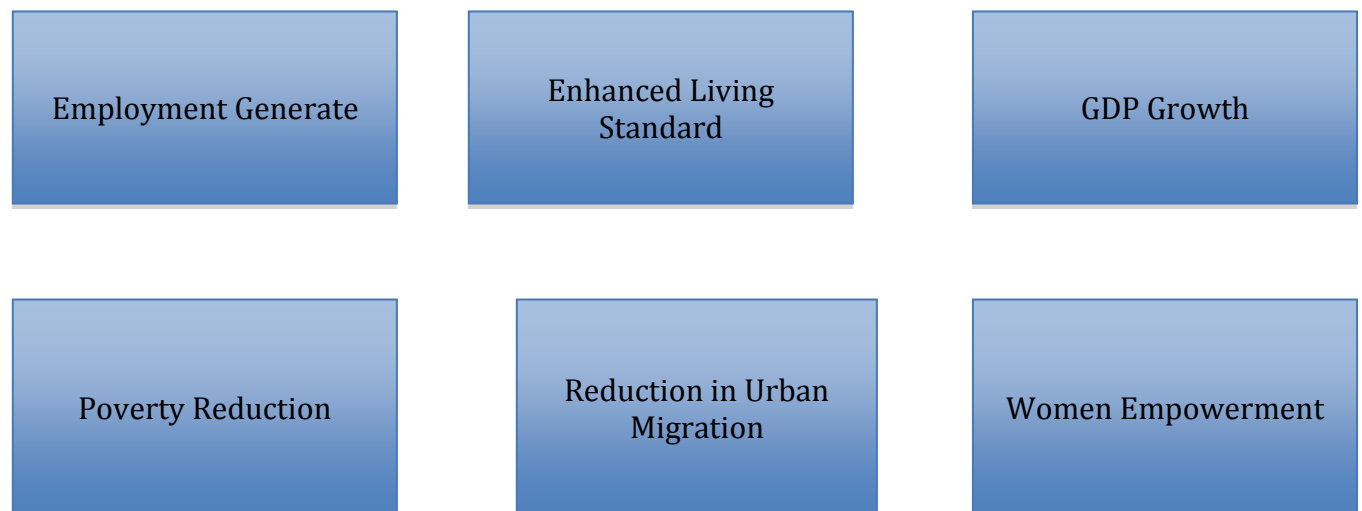 Employment Generate
Enhanced Living
Standard
GDP Growth
Poverty Reduction
Reduction in Urban
Migration
Women Empowerment